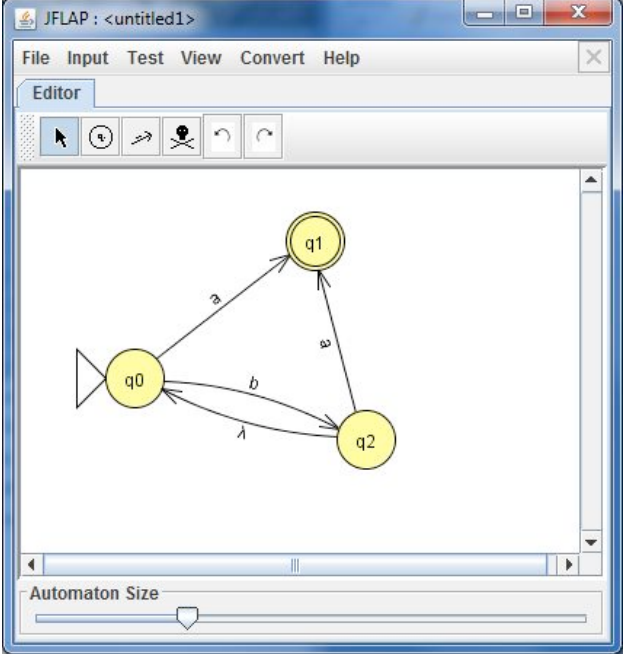 JFLAP : <untitled1>
File Input Test View Convert Help
Editor
q
q1
a
a
q0
b
λ
q2
Automaton Size